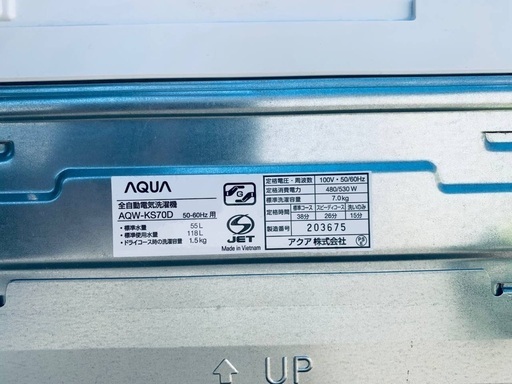 AQUA
全自動電気洗濯機
AQW-KS70D 50-60Hz 用
・標準水量 55L
・標準使用水量 118L
・ドライコース時の洗濯容量 1.5kg
JET
Made in Vietnam
定格電圧・周波数 100V・50/60Hz
定格消費電力 480/530W
標準洗濯容量 7.0kg
定格時間 標準コース スピーディコース 洗いのみ
38分 26分 15分
製造番号 203675
アクア株式会社
UP